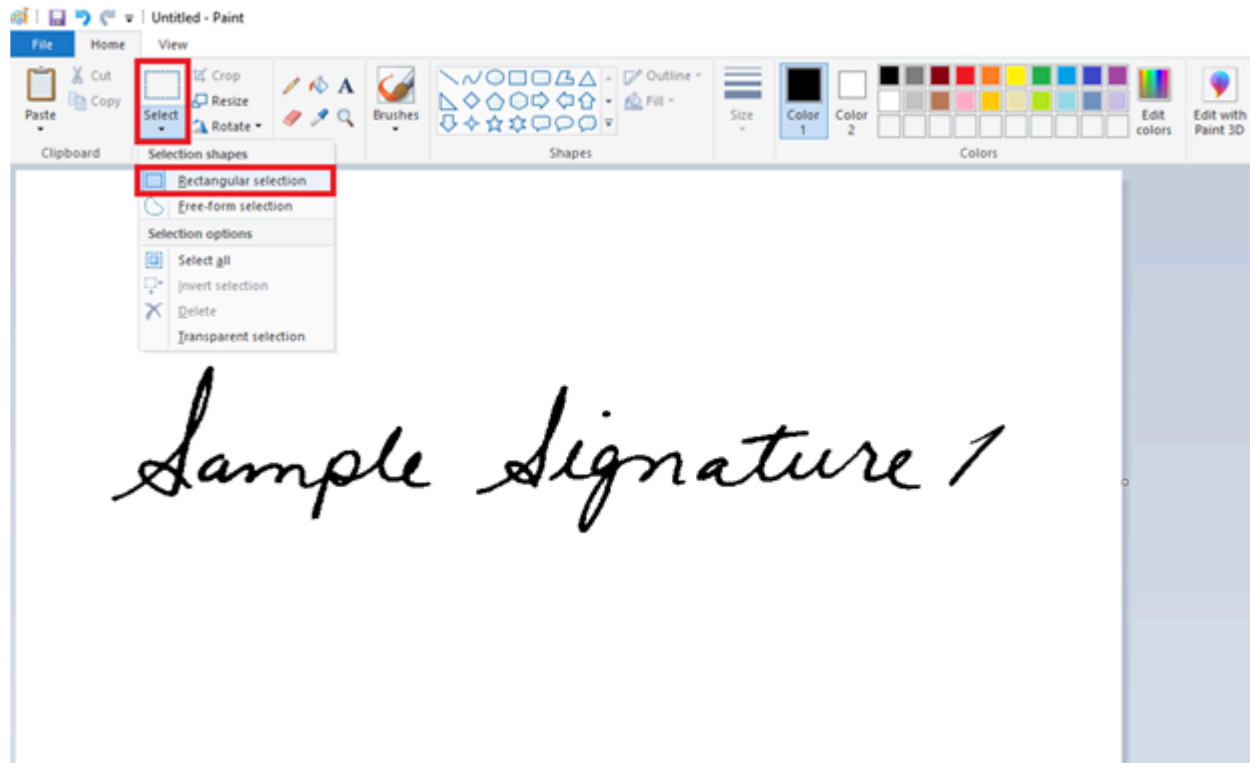 Untitled - Paint
File Home View
Paste
Cut
Copy
Clipboard
Select
Crop
Resize
Rotate
Brushes
Shapes
Outline
Fill
Size
Color 1
Color 2
Colors
Edit colors
Edit with Paint 3D
Selection shapes
Rectangular selection
Free-form selection
Selection options
Select all
Invert selection
Delete
Transparent selection
Sample Signature 1